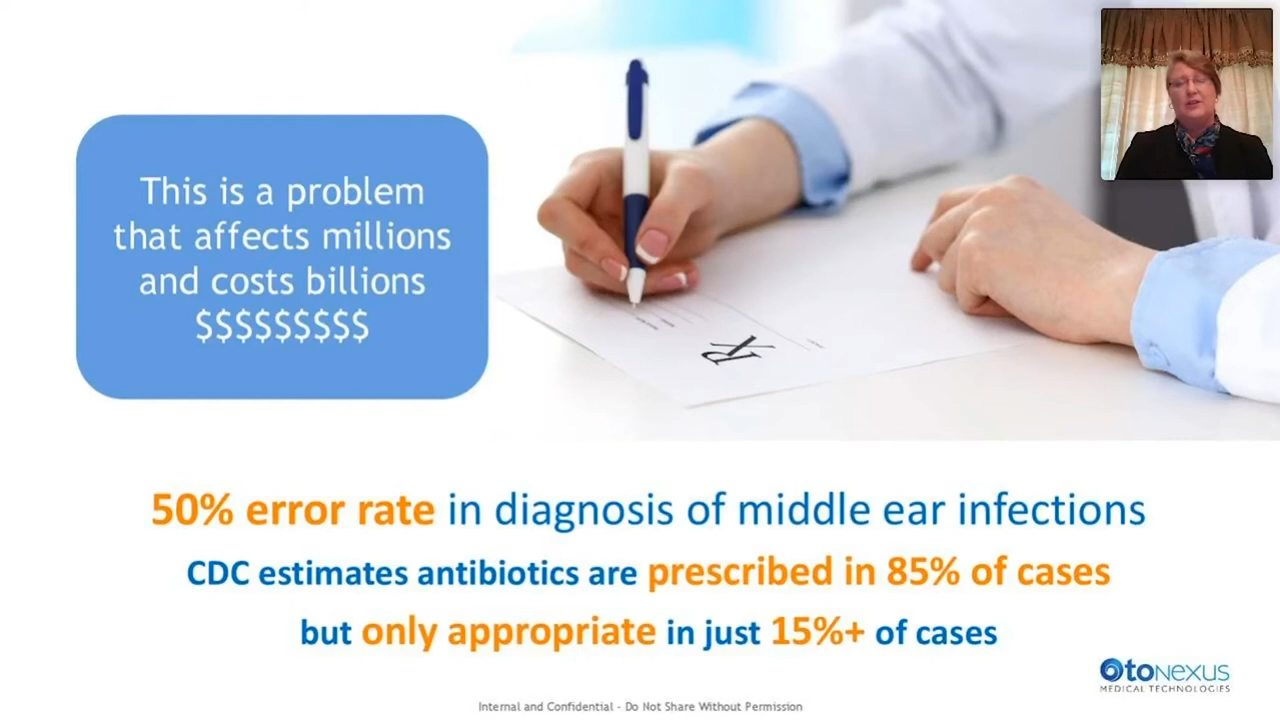 This is a problem
that affects millions
and costs billions
$$$$$$$$$
Rx
50% error rate in diagnosis of middle ear infections
CDC estimates antibiotics are prescribed in 85% of cases
but only appropriate in just 15%+ of cases
OtoNexus
MEDICAL TECHNOLOGIES
Internal and Confidential - Do Not Share Without Permission